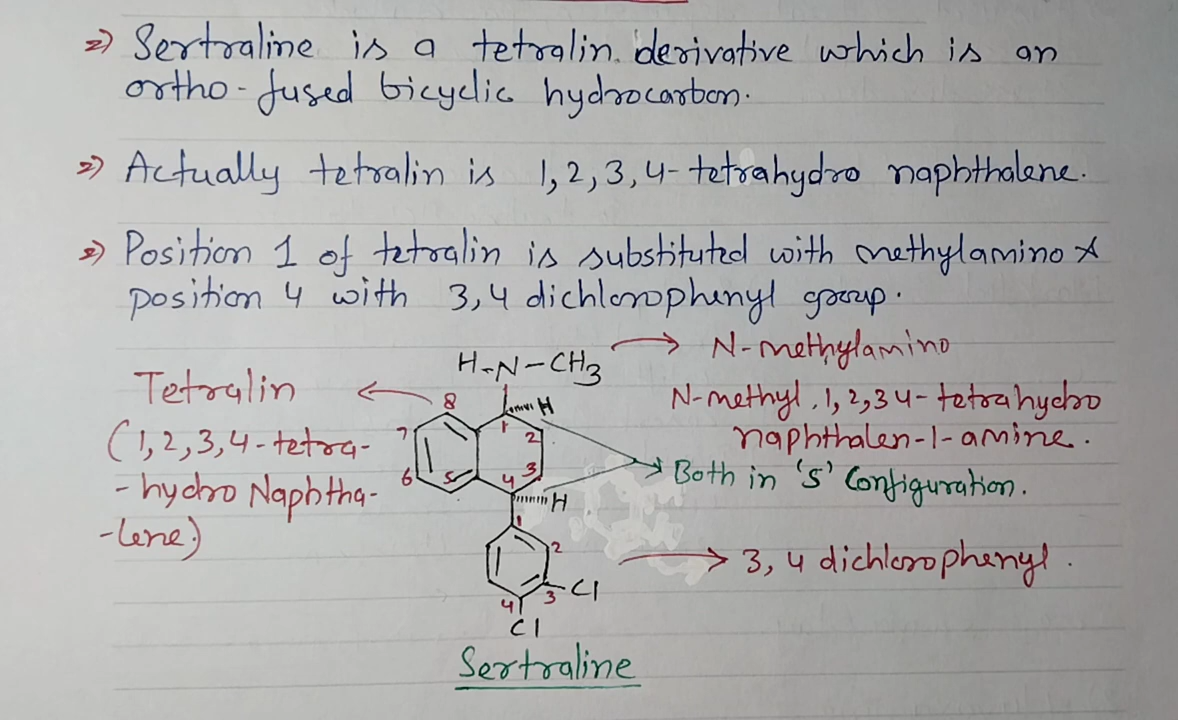 ⇒) Sertraline is a tetralin derivative which is an
ortho-fused bicyclic hydrocarbon.
⇒) Actually tetralin is 1,2,3,4-tetrahydro naphthalene.
⇒) Position 1 of tetralin is substituted with methylamino &
position 4 with 3,4 dichlorophenyl group.
H-N-CH3
→ N-methylamino
Tetralin
N-methyl.1,2,3 4-tetrahydro
naphthalen-1-amine.
(1,2,3,4-tetra-
-hydro Naphtha-
-lene)
8
H
7
1
2
6
5
4
3
H
Both in 'S' Configuration.
1
2
→ 3,4 dichlorophenyl.
3
Cl
4
Cl
Sertraline